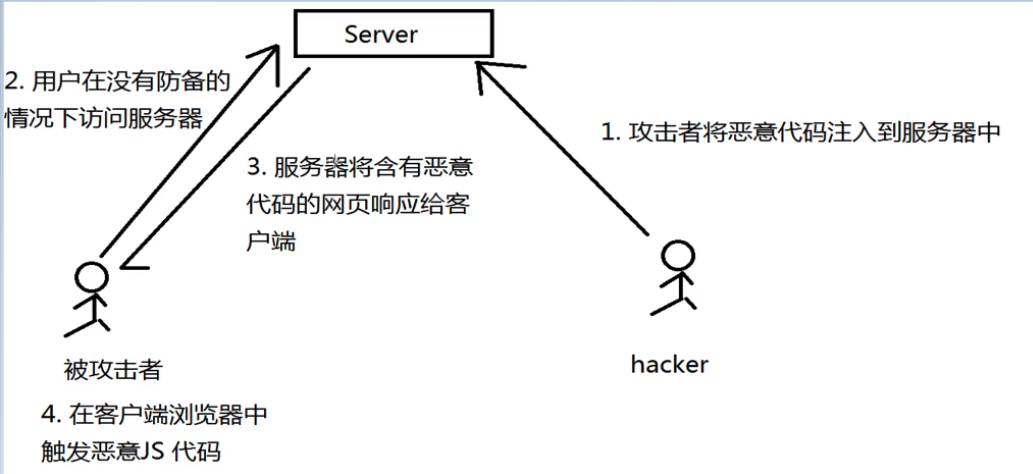 Server
2. 用户在没有防备的
情况下访问服务器
1. 攻击者将恶意代码注入到服务器中
3. 服务器将含有恶意
代码的网页响应给客
户端
被攻击者
hacker
4. 在客户端浏览器中
触发恶意JS 代码